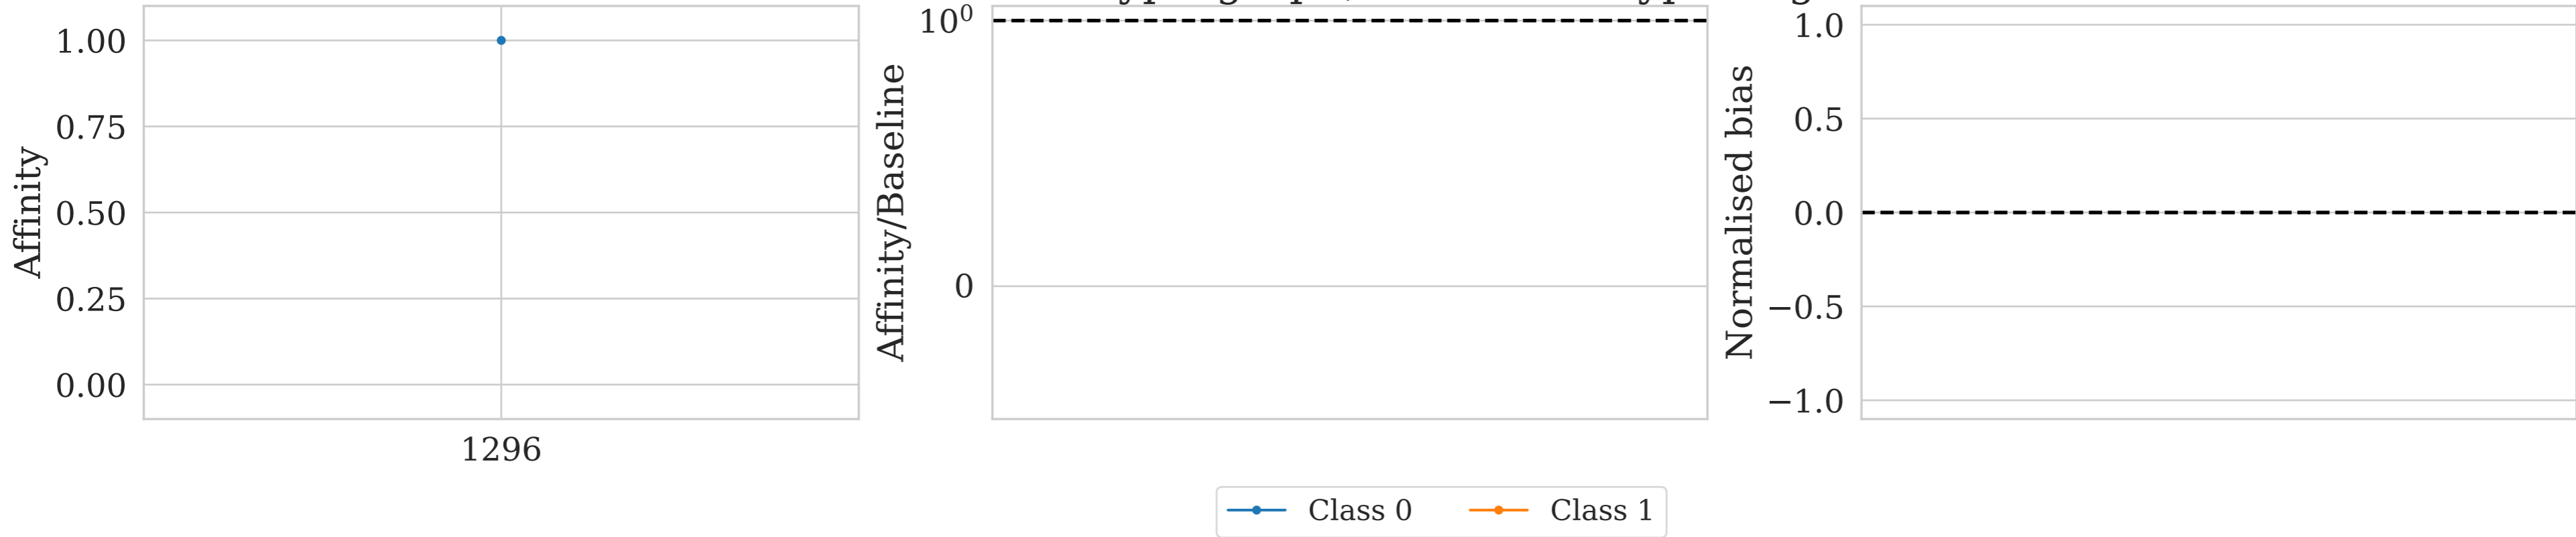 Affinity
1.00
0.75
0.50
0.25
0.00
1296
Affinity/Baseline
10⁰
0
Normalised bias
1.0
0.5
0.0
−0.5
−1.0
Class 0
Class 1